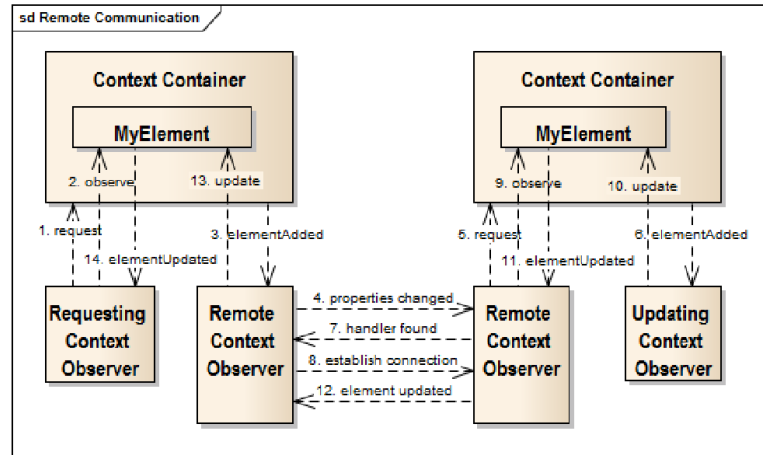 sd Remote Communication
Context Container
MyElement
2. observe
13. update
1. request
3. elementAdded
14. elementUpdated
Requesting
Context
Observer
Remote
Context
Observer
Context Container
MyElement
9. observe
10. update
5. request
6. elementAdded
11. elementUpdated
Remote
Context
Observer
Updating
Context
Observer
4. properties changed
7. handler found
8. establish connection
12. element updated